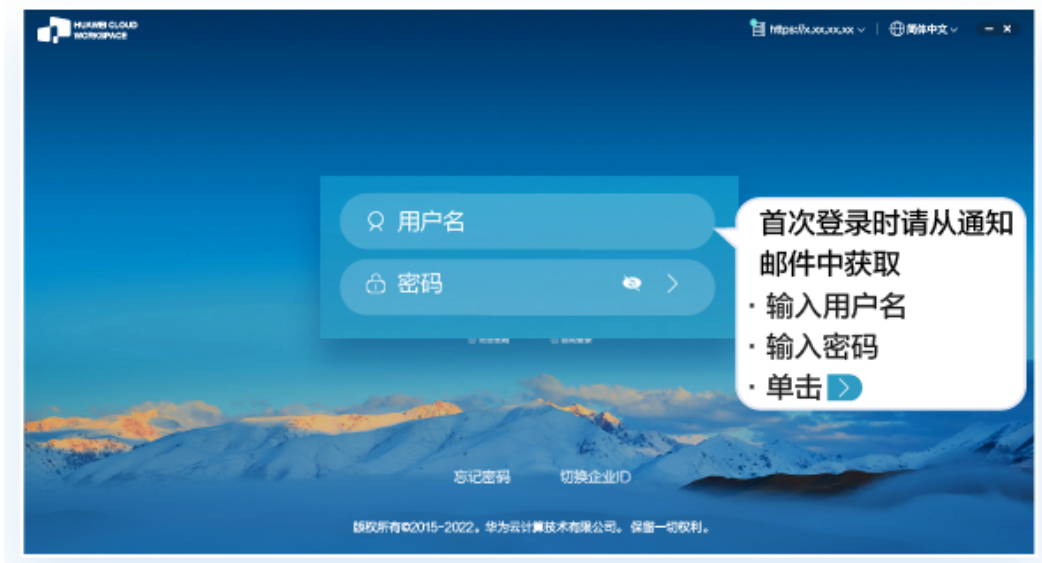 HUAWEI CLOUD
WORKSPACE
https://x.xx,xx,xx
简体中文
用户名
密码
首次登录时请从通知
邮件中获取
· 输入用户名
· 输入密码
· 单击
忘记密码
切换企业ID
版权所有©2015-2022。华为云计算技术有限公司。保留一切权利。